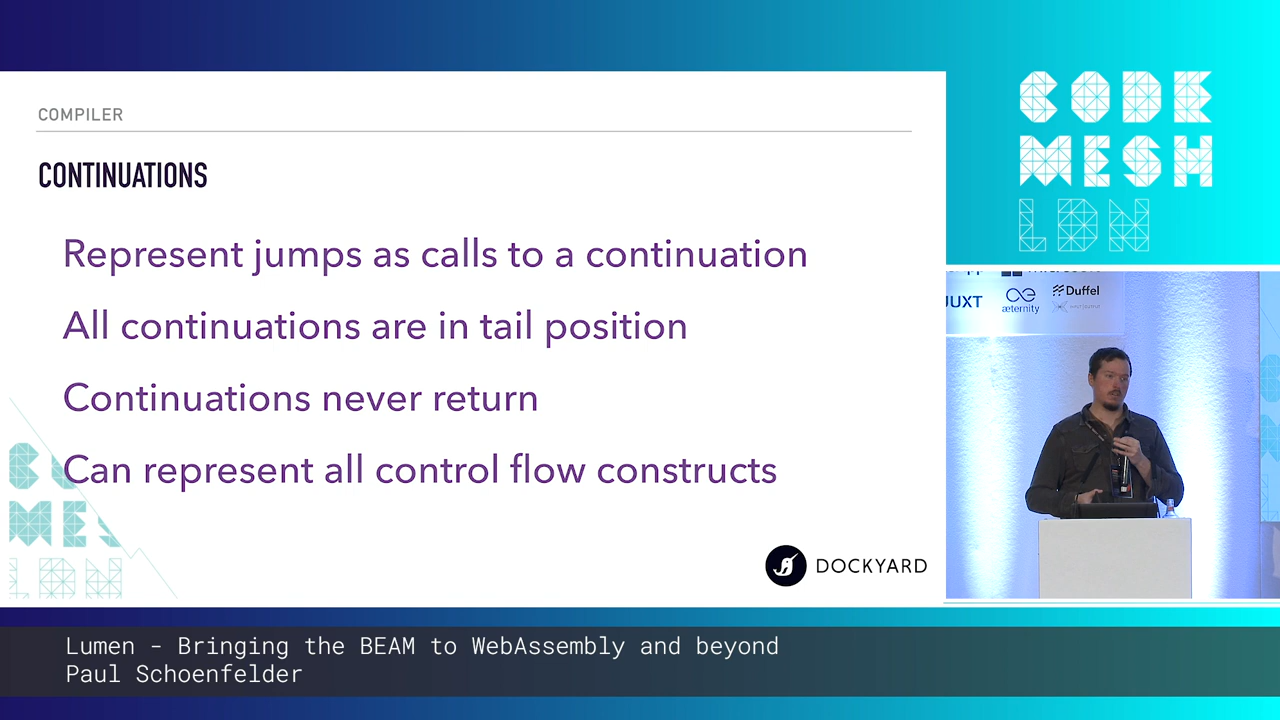 COMPILER
CONTINUATIONS
Represent jumps as calls to a continuation
All continuations are in tail position
Continuations never return
Can represent all control flow constructs
DOCKYARD
CODE
MESH
LDN
UXT
æternity
Duffel
Lumen - Bringing the BEAM to WebAssembly and beyond
Paul Schoenfelder